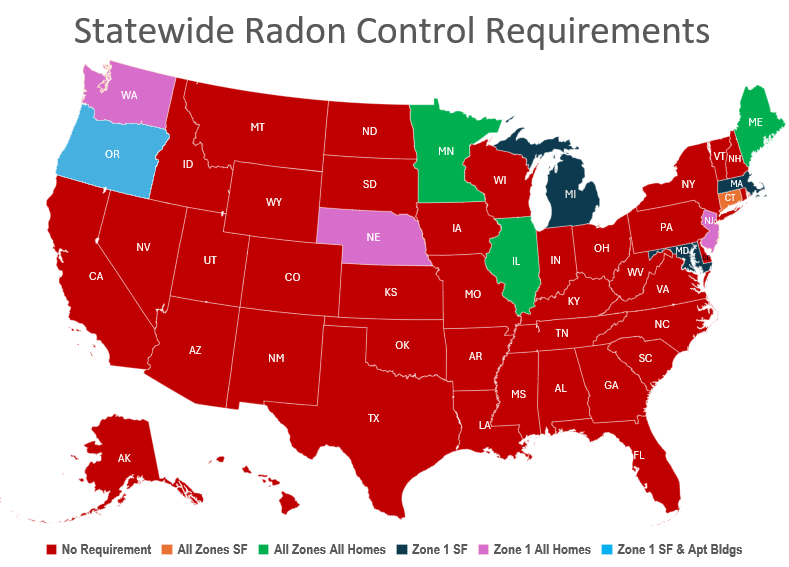 Statewide Radon Control Requirements
WA
MT
ND
MN
ME
OR
ID
WY
SD
WI
MI
VT
NH
NY
MA
CT
NV
UT
CO
NE
IA
IL
IN
OH
PA
NJ
MD
WV
VA
CA
AZ
NM
KS
MO
KY
NC
TN
OK
AR
SC
TX
LA
MS
AL
GA
FL
AK
No Requirement
All Zones SF
All Zones All Homes
Zone 1 SF
Zone 1 All Homes
Zone 1 SF & Apt Bldgs